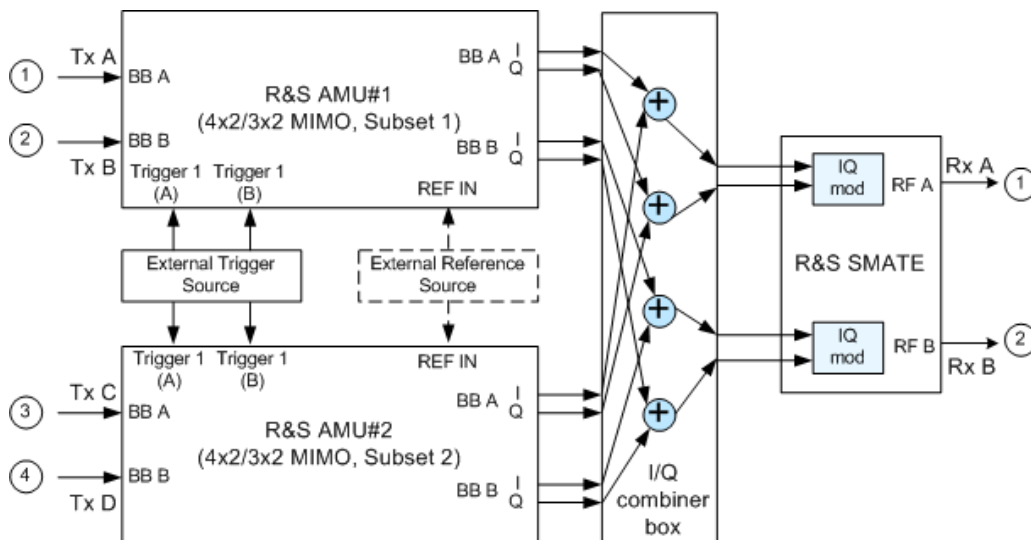 Tx A
1
BB A
2
BB B
Tx B
R&S AMU#1
(4x2/3x2 MIMO, Subset 1)
BB A
I
Q
BB B
I
Q
Trigger 1
(A)
Trigger 1
(B)
REF IN
External Trigger
Source
External Reference
Source
Trigger 1
(A)
Trigger 1
(B)
REF IN
Tx C
3
BB A
4
BB B
Tx D
R&S AMU#2
(4x2/3x2 MIMO, Subset 2)
BB A
I
Q
BB B
I
Q
+
+
+
+
I/Q
combiner
box
IQ
mod
RF A
Rx A
1
R&S SMATE
IQ
mod
RF B
Rx B
2